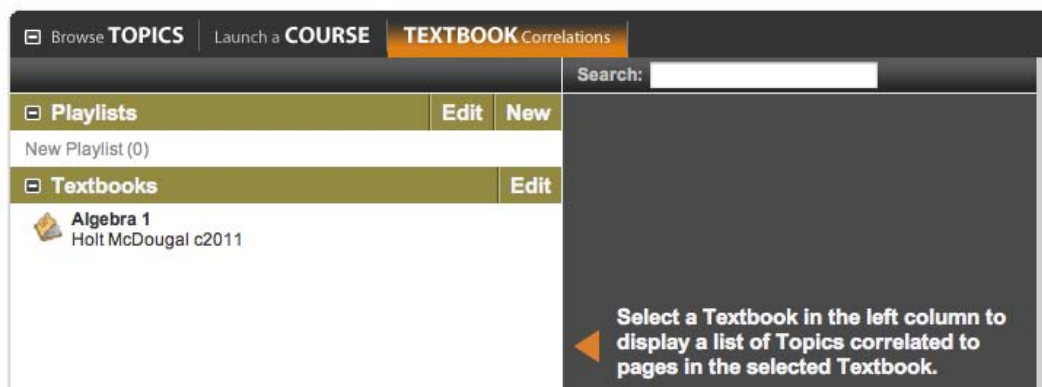 Browse TOPICS Launch a COURSE TEXTBOOK Correlations
Search:
Playlists Edit New
New Playlist (0)
Textbooks Edit
Algebra 1
Holt McDougal c2011
Select a Textbook in the left column to
display a list of Topics correlated to
pages in the selected Textbook.